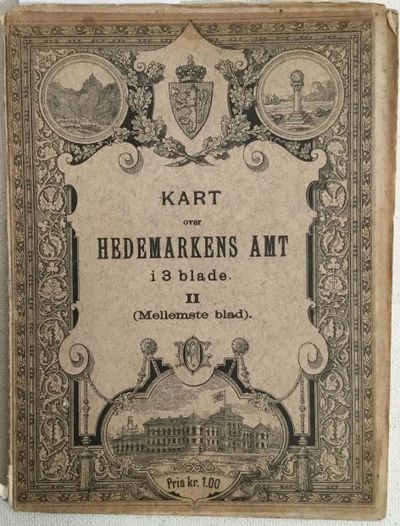 KART
over
HEDEMARKENS AMT
i 3 blade.
II
(Mellemste blad).
Pris kr. 1.00